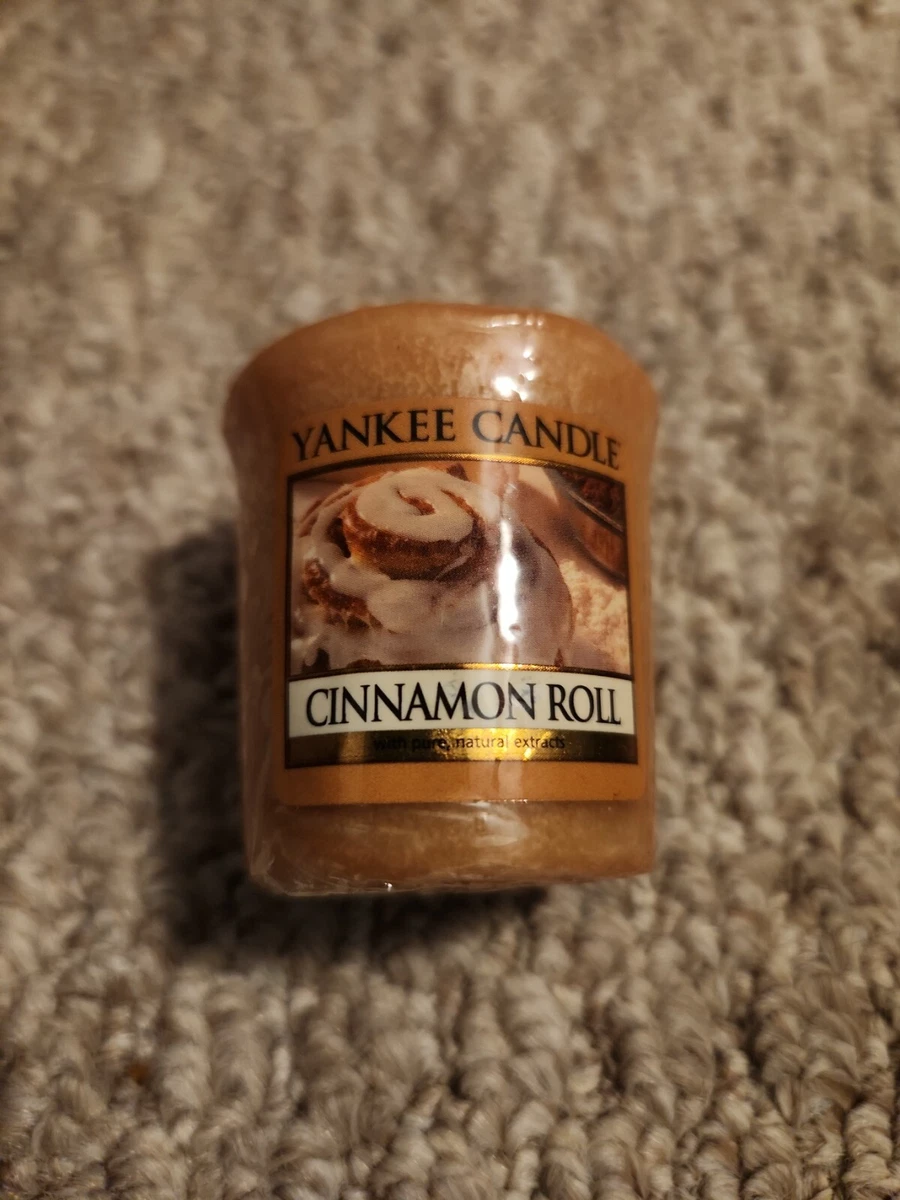 YANKEE CANDLE
CINNAMON ROLL
with pure, natural extracts